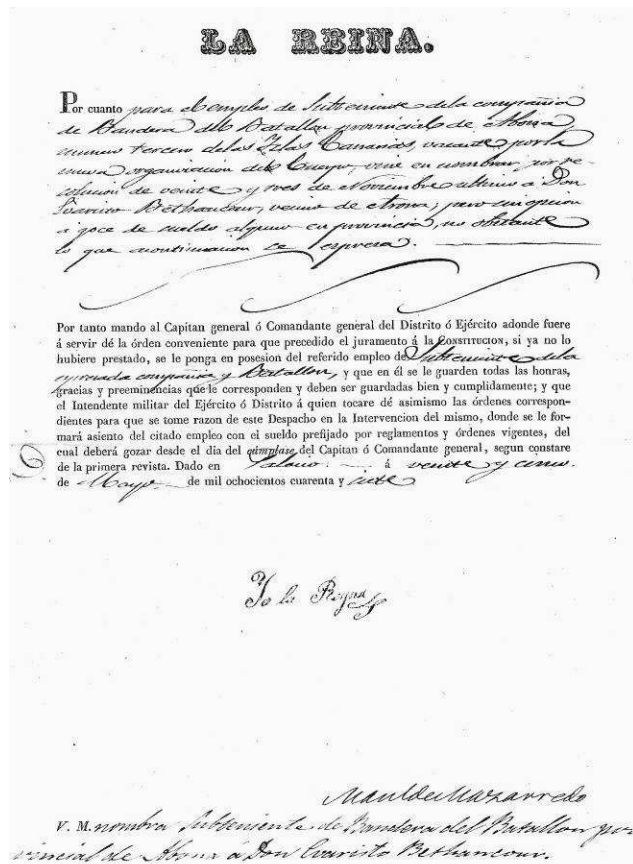 LA REINA.
Por cuanto para el empleo de Subteniente de la compañia
de Bandera del Batallon provincial de Abona
numero tercero de las Islas Canarias, vacante por la
nueva organizacion del Cuerpo, vine en nombrar por re-
solucion de veinte y tres de Noviembre ultimo á Don
Evaristo Bethancour, vecino de Arona; pero sin opcion
a goce de sueldo alguno en provincia, no obstante
lo que acontinuacion se espresa.
Por tanto mando al Capitan general ó Comandante general del Distrito ó Ejército adonde fuere
á servir dé la órden conveniente para que precedido el juramento á la CONSTITUCION, si ya no lo
hubiere prestado, se le ponga en posesion del referido empleo de Subteniente de la
espresada compañia y Batallon, y que en él se le guarden todas las honras,
gracias y preeminencias que le corresponden y deben ser guardadas bien y cumplidamente; y que
el Intendente militar del Ejército ó Distrito á quien tocare dé asimismo las órdenes correspon-
dientes para que se tome razon de este Despacho en la Intervencion del mismo, donde se le for-
mará asiento del citado empleo con el sueldo prefijado por reglamentos y órdenes vigentes, del
cual deberá gozar desde el dia del cúmplase del Capitan ó Comandante general, segun constare
de la primera revista. Dado en Palacio á veinte y cinco
de Mayo de mil ochocientos cuarenta y siete
Yo la Reyna
Man.l de Mazarredo
V. M. nombra Subteniente de Bandera del Batallon pro
vincial de Abona á Don Evaristo Bethancour.